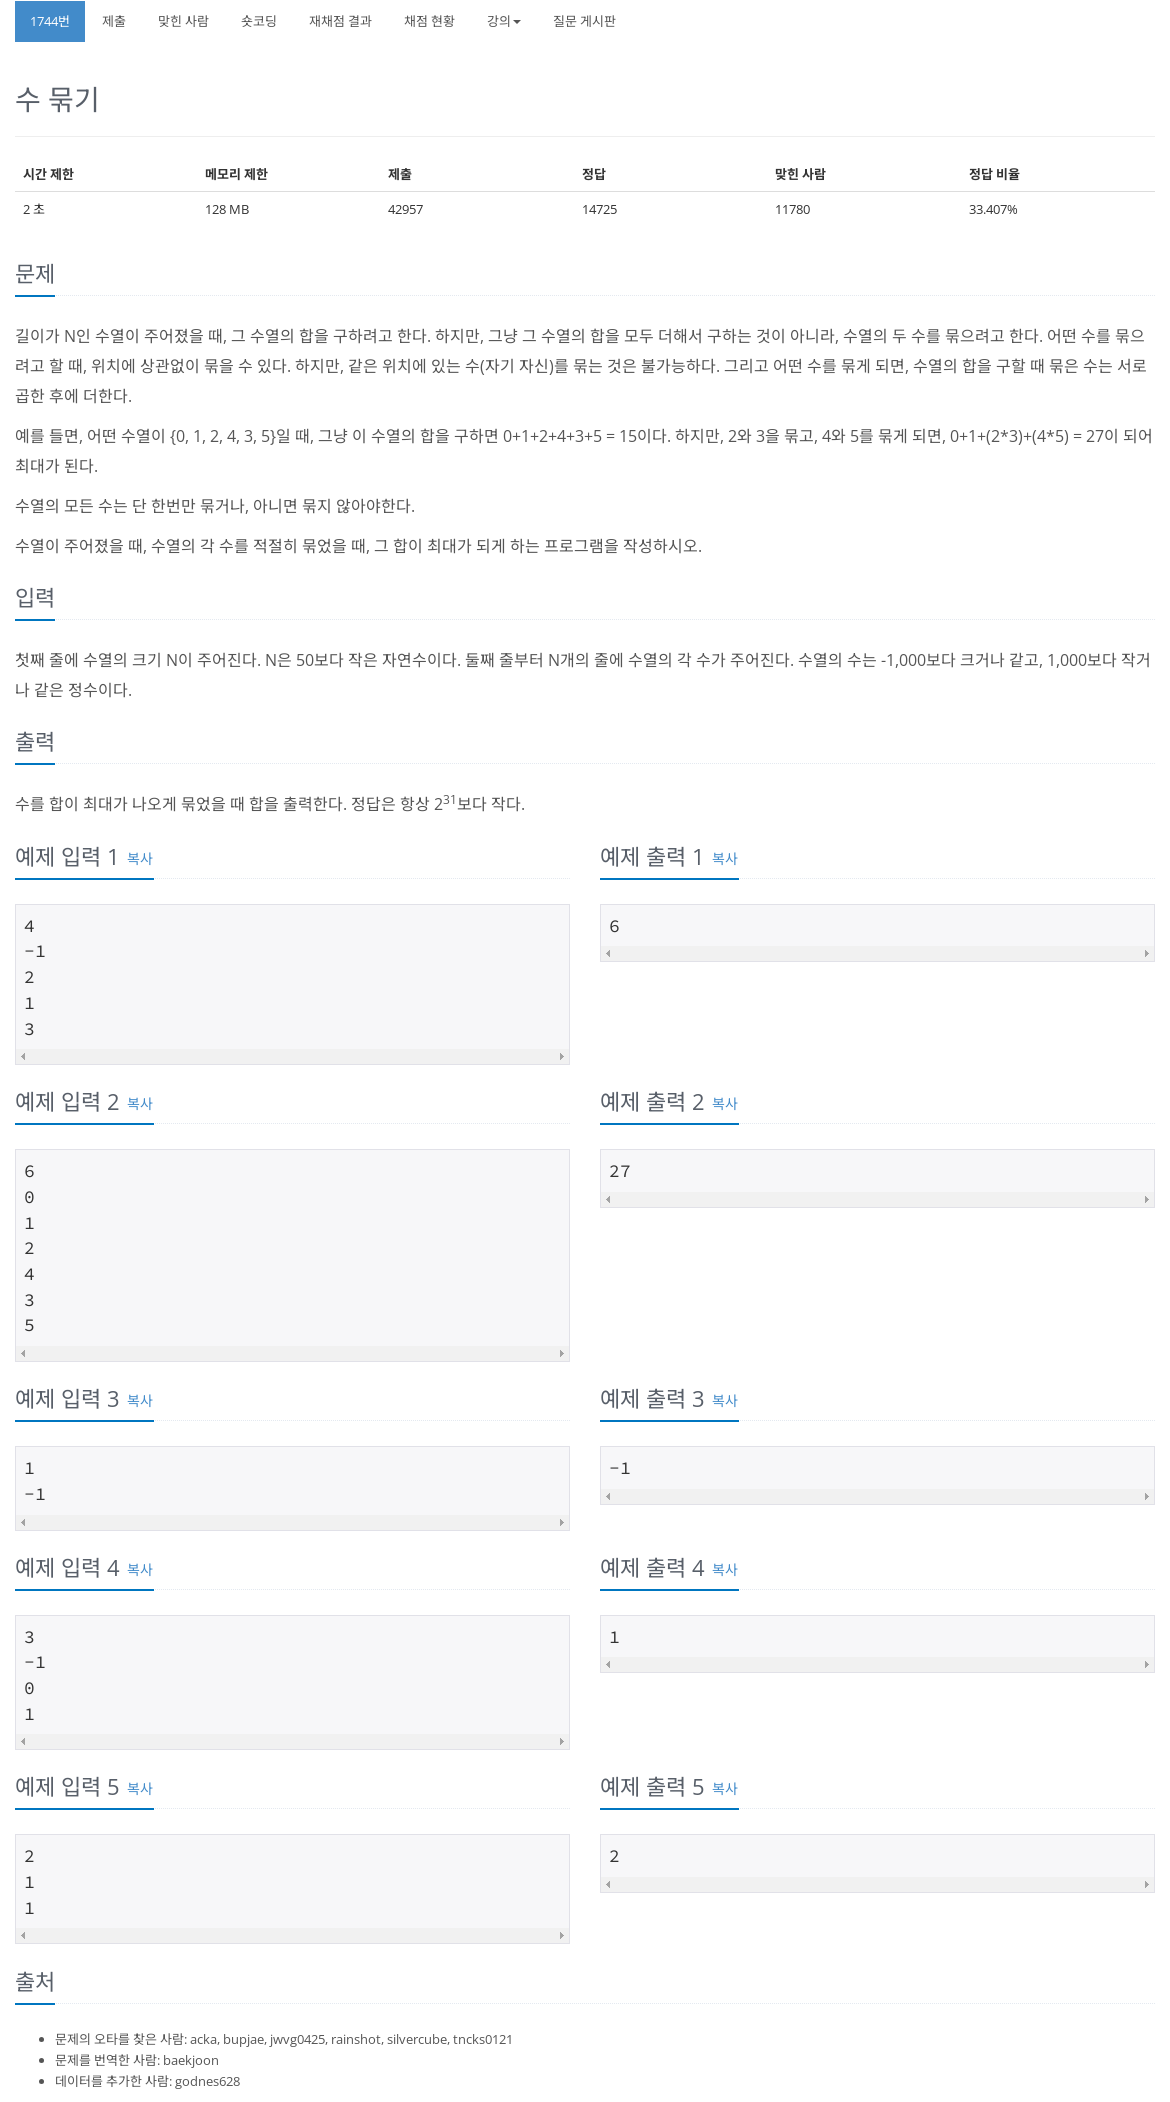 1744번 제출 맞힌 사람 숏코딩 재채점 결과 채점 현황 강의 질문 게시판
수 묶기
시간 제한 메모리 제한 제출 정답 맞힌 사람 정답 비율
2 초 128 MB 42957 14725 11780 33.407%
문제
길이가 N인 수열이 주어졌을 때, 그 수열의 합을 구하려고 한다. 하지만, 그냥 그 수열의 합을 모두 더해서 구하는 것이 아니라, 수열의 두 수를 묶으려고 한다. 어떤 수를 묶으
려고 할 때, 위치에 상관없이 묶을 수 있다. 하지만, 같은 위치에 있는 수(자기 자신)를 묶는 것은 불가능하다. 그리고 어떤 수를 묶게 되면, 수열의 합을 구할 때 묶은 수는 서로
곱한 후에 더한다.
예를 들면, 어떤 수열이 {0, 1, 2, 4, 3, 5}일 때, 그냥 이 수열의 합을 구하면 0+1+2+4+3+5 = 15이다. 하지만, 2와 3을 묶고, 4와 5를 묶게 되면, 0+1+(2*3)+(4*5) = 27이 되어
최대가 된다.
수열의 모든 수는 단 한번만 묶거나, 아니면 묶지 않아야한다.
수열이 주어졌을 때, 수열의 각 수를 적절히 묶었을 때, 그 합이 최대가 되게 하는 프로그램을 작성하시오.
입력
첫째 줄에 수열의 크기 N이 주어진다. N은 50보다 작은 자연수이다. 둘째 줄부터 N개의 줄에 수열의 각 수가 주어진다. 수열의 수는 -1,000보다 크거나 같고, 1,000보다 작거
나 같은 정수이다.
출력
수를 합이 최대가 나오게 묶었을 때 합을 출력한다. 정답은 항상 2^31보다 작다.
예제 입력 1 복사
4
-1
2
1
3
예제 출력 1 복사
6
예제 입력 2 복사
6
0
1
2
4
3
5
예제 출력 2 복사
27
예제 입력 3 복사
1
-1
예제 출력 3 복사
-1
예제 입력 4 복사
3
-1
0
1
예제 출력 4 복사
1
예제 입력 5 복사
2
1
1
예제 출력 5 복사
2
출처
• 문제의 오타를 찾은 사람: acka, bupjae, jwvg0425, rainshot, silvercube, tncks0121
• 문제를 번역한 사람: baekjoon
• 데이터를 추가한 사람: godnes628